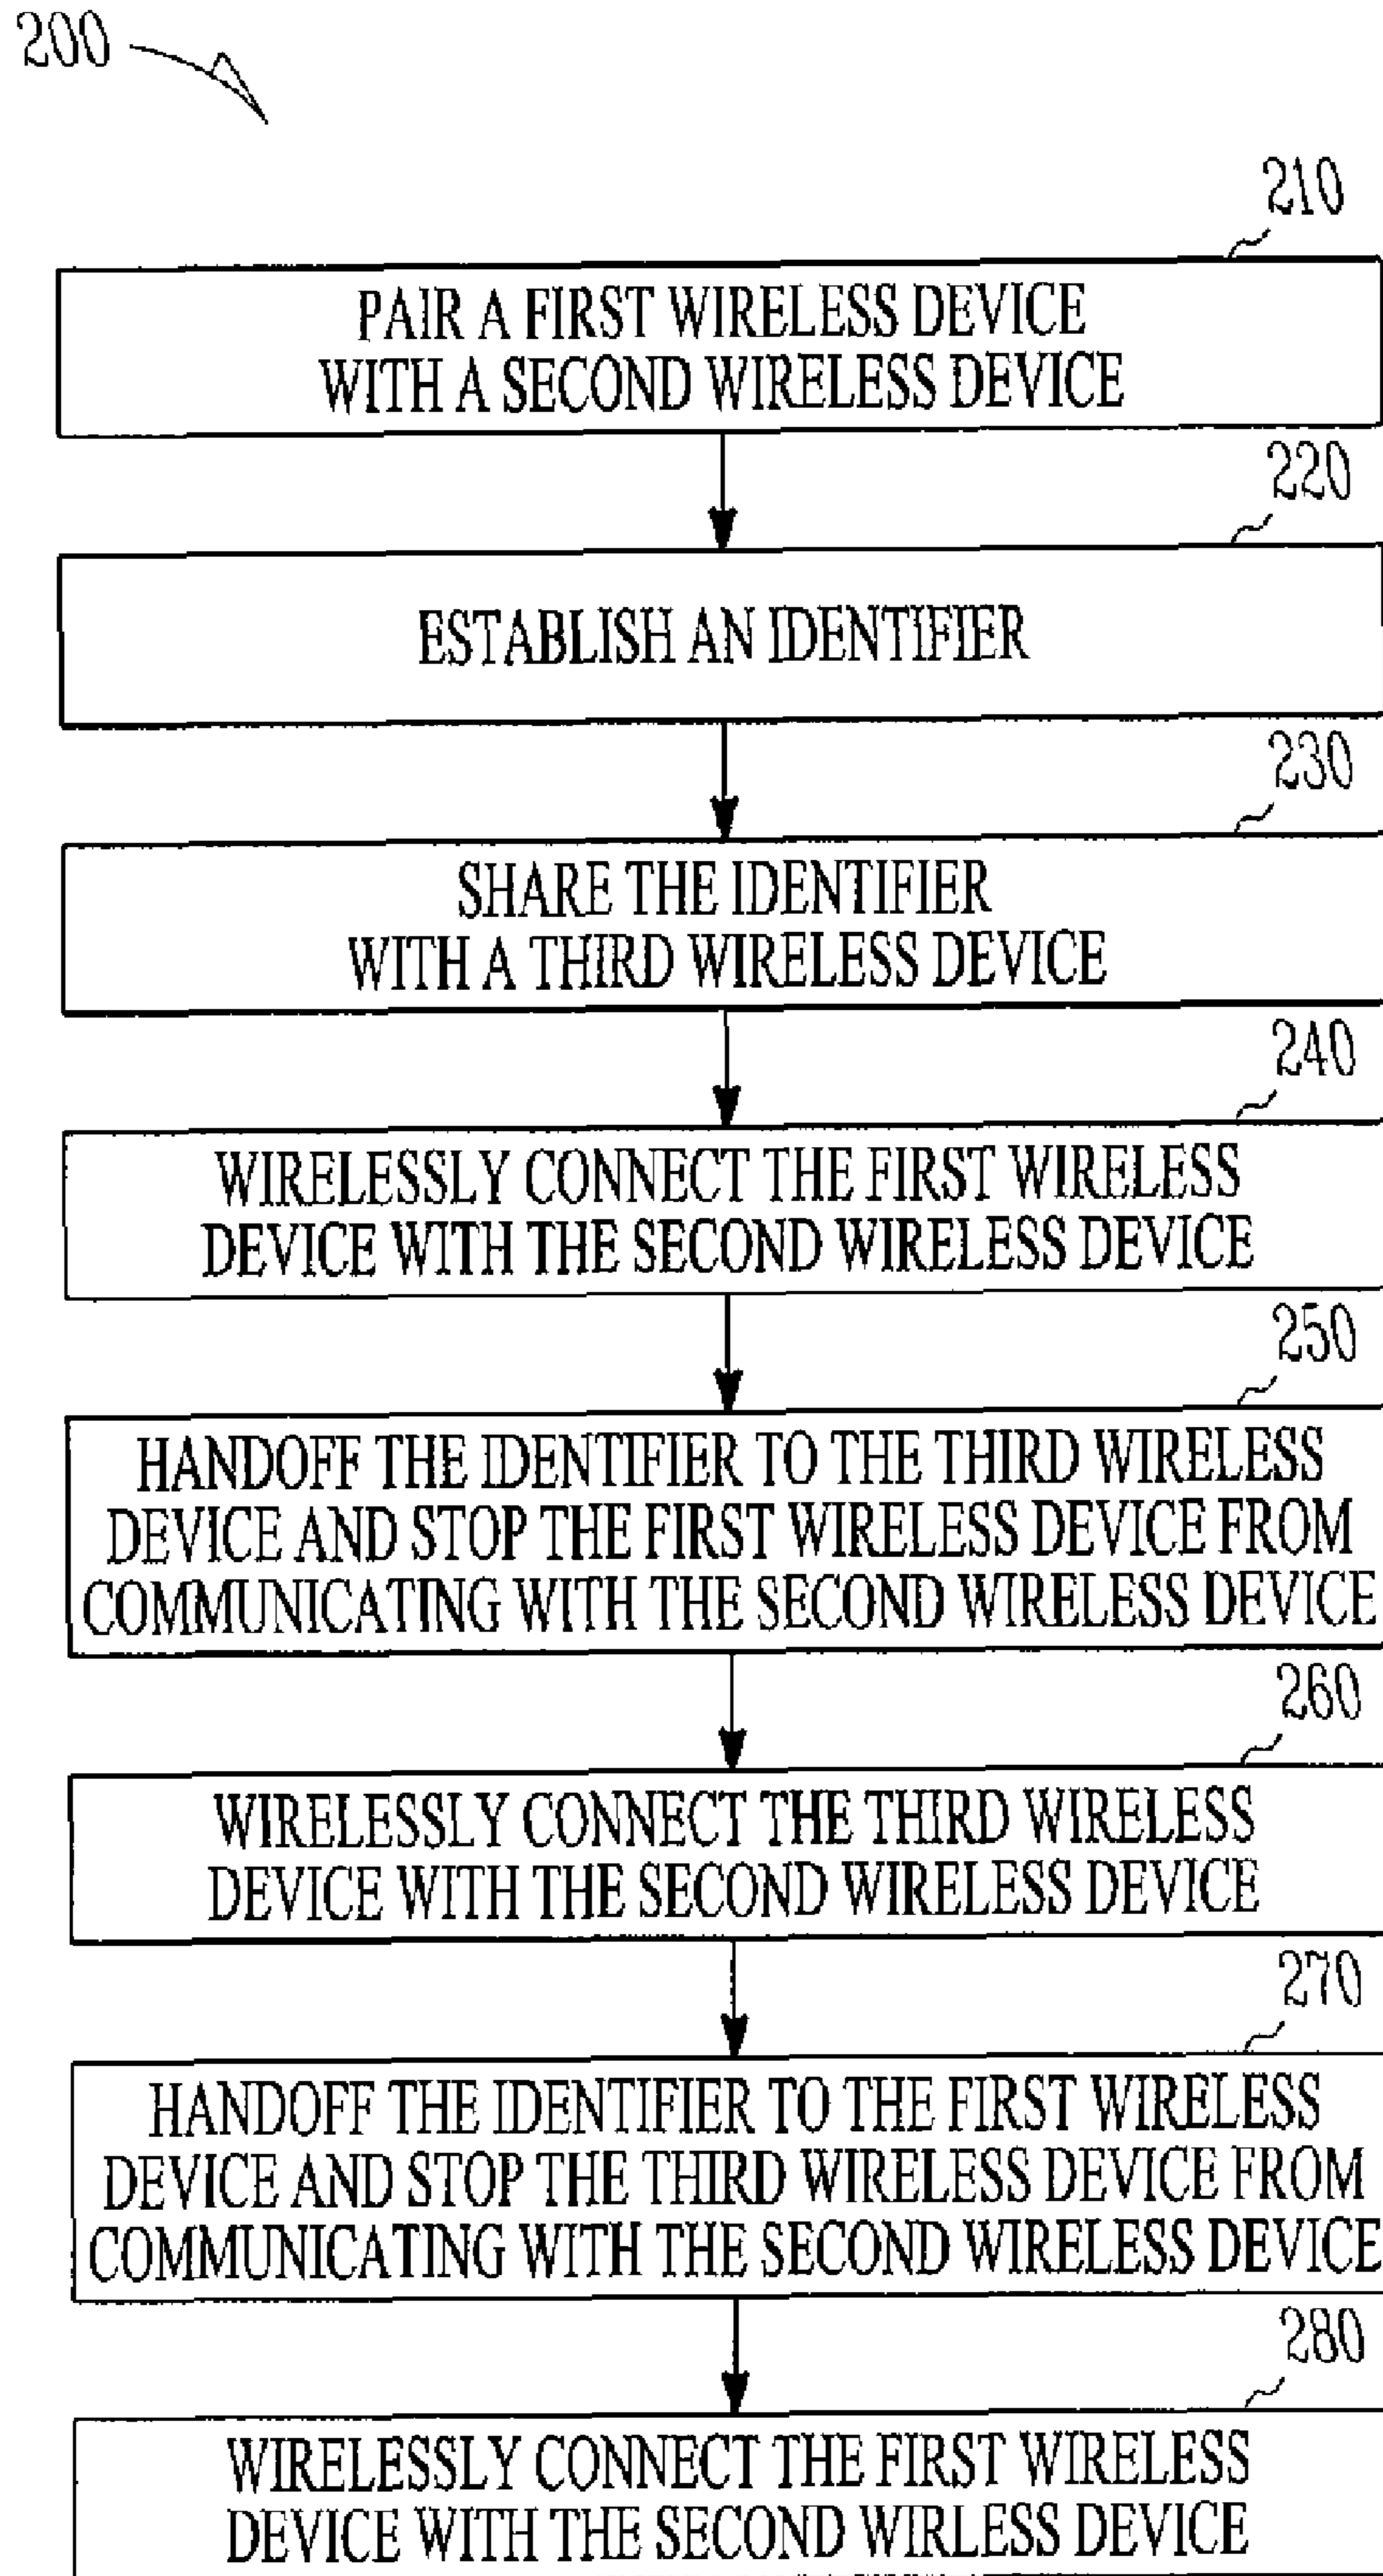 200
210
PAIR A FIRST WIRELESS DEVICE
WITH A SECOND WIRELESS DEVICE
220
ESTABLISH AN IDENTIFIER
230
SHARE THE IDENTIFIER
WITH A THIRD WIRELESS DEVICE
240
WIRELESSLY CONNECT THE FIRST WIRELESS
DEVICE WITH THE SECOND WIRELESS DEVICE
250
HANDOFF THE IDENTIFIER TO THE THIRD WIRELESS
DEVICE AND STOP THE FIRST WIRELESS DEVICE FROM
COMMUNICATING WITH THE SECOND WIRELESS DEVICE
260
WIRELESSLY CONNECT THE THIRD WIRELESS
DEVICE WITH THE SECOND WIRELESS DEVICE
270
HANDOFF THE IDENTIFIER TO THE FIRST WIRELESS
DEVICE AND STOP THE THIRD WIRELESS DEVICE FROM
COMMUNICATING WITH THE SECOND WIRELESS DEVICE
280
WIRELESSLY CONNECT THE FIRST WIRELESS
DEVICE WITH THE SECOND WIRLESS DEVICE